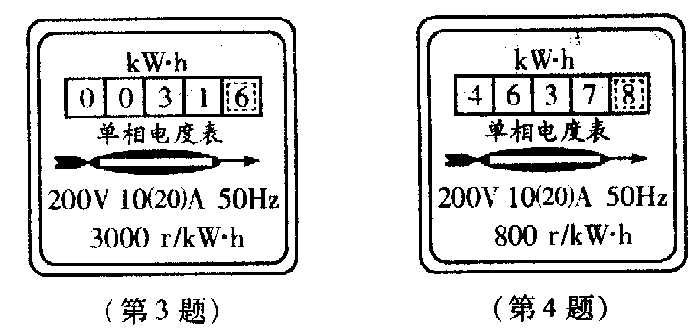 kW·h
0 0 3 1 6
单相电度表
200V 10(20)A 50Hz
3000 r/kW·h
(第3题)
kW·h
4 6 3 7 8
单相电度表
200V 10(20)A 50Hz
800 r/kW·h
(第4题)